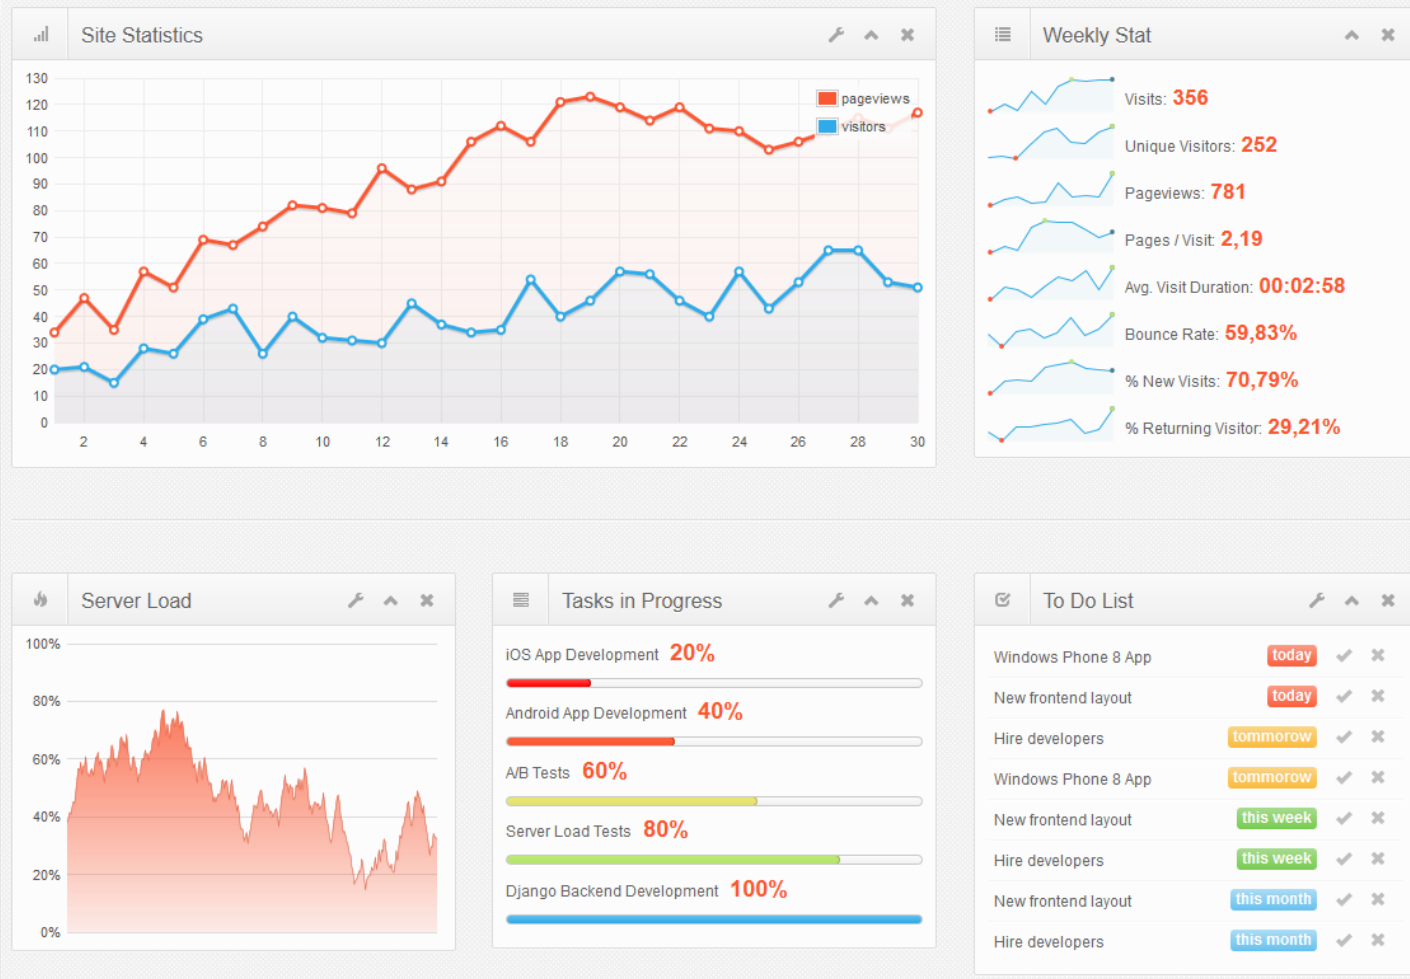 Site Statistics
130
120
110
100
90
80
70
60
50
40
30
20
10
0
2 4 6 8 10 12 14 16 18 20 22 24 26 28 30
pageviews
visitors
Weekly Stat
Visits: 356
Unique Visitors: 252
Pageviews: 781
Pages / Visit: 2,19
Avg. Visit Duration: 00:02:58
Bounce Rate: 59,83%
% New Visits: 70,79%
% Returning Visitor: 29,21%
Server Load
100%
80%
60%
40%
20%
0%
Tasks in Progress
iOS App Development 20%
Android App Development 40%
A/B Tests 60%
Server Load Tests 80%
Django Backend Development 100%
To Do List
Windows Phone 8 App today
New frontend layout today
Hire developers tommorow
Windows Phone 8 App tommorow
New frontend layout this week
Hire developers this week
New frontend layout this month
Hire developers this month